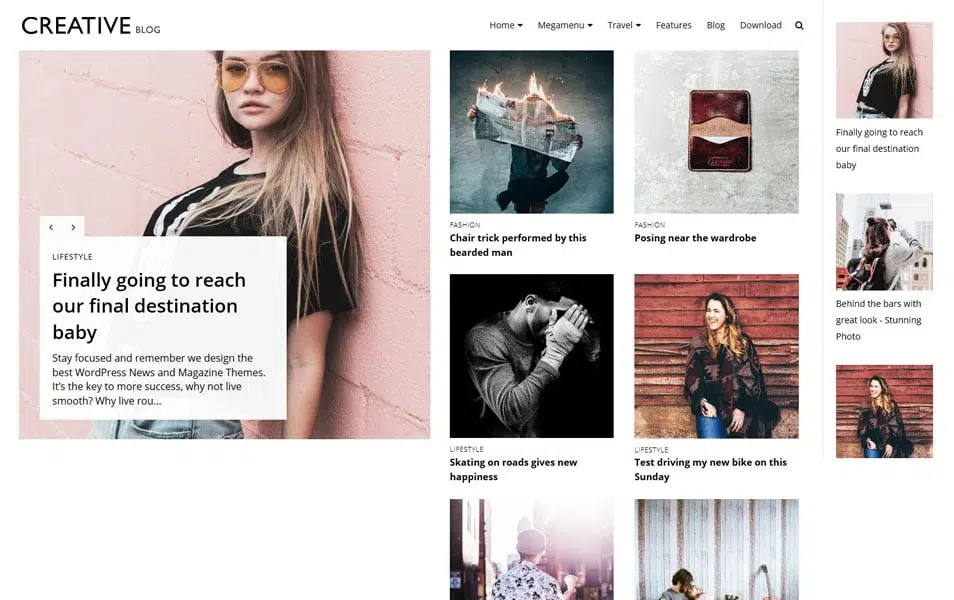 CREATIVE BLOG
Home Megamenu Travel Features Blog Download
LIFESTYLE
Finally going to reach
our final destination
baby
Stay focused and remember we design the
best WordPress News and Magazine Themes.
It's the key to more success, why not live
smooth? Why live rou...
FASHION
Chair trick performed by this
bearded man
FASHION
Posing near the wardrobe
LIFESTYLE
Skating on roads gives new
happiness
LIFESTYLE
Test driving my new bike on this
Sunday
Finally going to reach
our final destination
baby
Behind the bars with
great look - Stunning
Photo